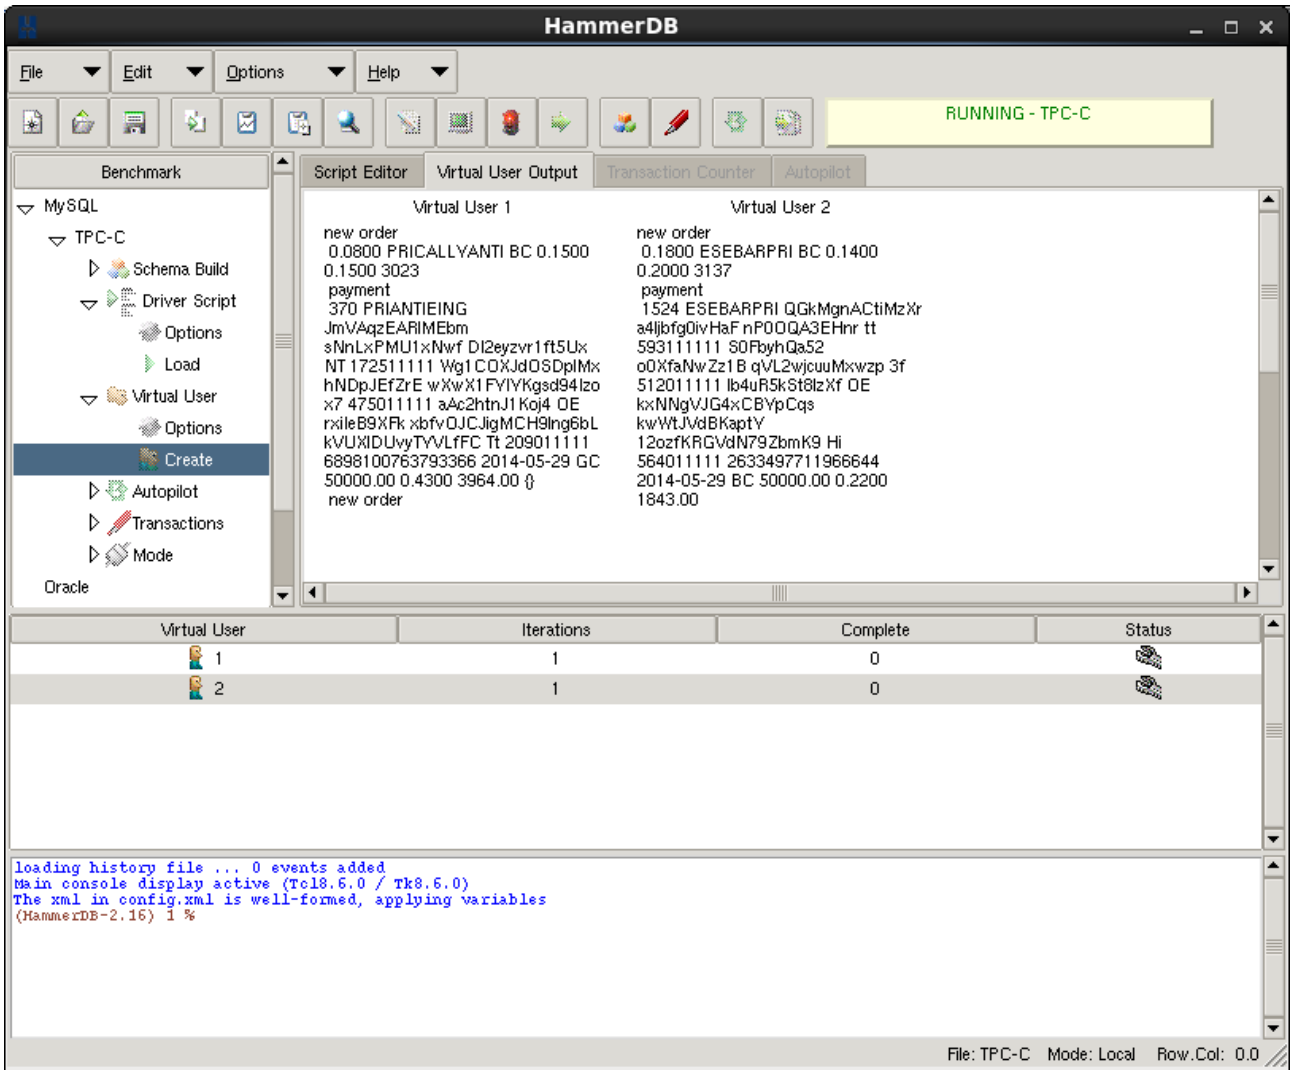 HammerDB
File Edit Options Help
RUNNING - TPC-C
Benchmark
MySQL
TPC-C
Schema Build
Driver Script
Options
Load
Virtual User
Options
Create
Autopilot
Transactions
Mode
Oracle
Script Editor Virtual User Output Transaction Counter Autopilot
Virtual User 1
new order
0.0800 PRICALLYANTI BC 0.1500
0.1500 3023
payment
370 PRIANTIEING
JmVAqzEARIMEbm
sNnLxPMU1xNwf Dl2eyzvr1ft5Ux
NT 172511111 Wg1COXJdOSDpIMx
hNDpJEfZrE wXwX1FVIYKgsd94Izo
x7 475011111 aAc2htnJ1Koj4 OE
rxileB9XFk xbfvOJCJigMCH9Ing6bL
kVUXIDUvyTYVLfFC Tt 209011111
6898100763793366 2014-05-29 GC
50000.00 0.4300 3964.00 {}
new order
Virtual User 2
new order
0.1800 ESEBARPRI BC 0.1400
0.2000 3137
payment
1524 ESEBARPRI QGkMgnACtiMzXr
a4ljbfg0ivHaF nP0OQA3EHnr tt
593111111 S0FbyhQa52
o0XfaNwZz1B qVL2wjcuuMxwzp 3f
512011111 lb4uR5kSt8lzXf OE
kxNNgVJG4xCBVpCqs
kwWtJVdBKaptY
12ozfKRGVdN79ZbmK9 Hi
564011111 2633497711966644
2014-05-29 BC 50000.00 0.2200
1843.00
Virtual User Iterations Complete Status
1 1 0
2 1 0
loading history file ... 0 events added
Main console display active (Tcl8.6.0 / Tk8.6.0)
The xml in config.xml is well-formed, applying variables
(HammerDB-2.16) 1 %
File: TPC-C Mode: Local Row.Col: 0.0